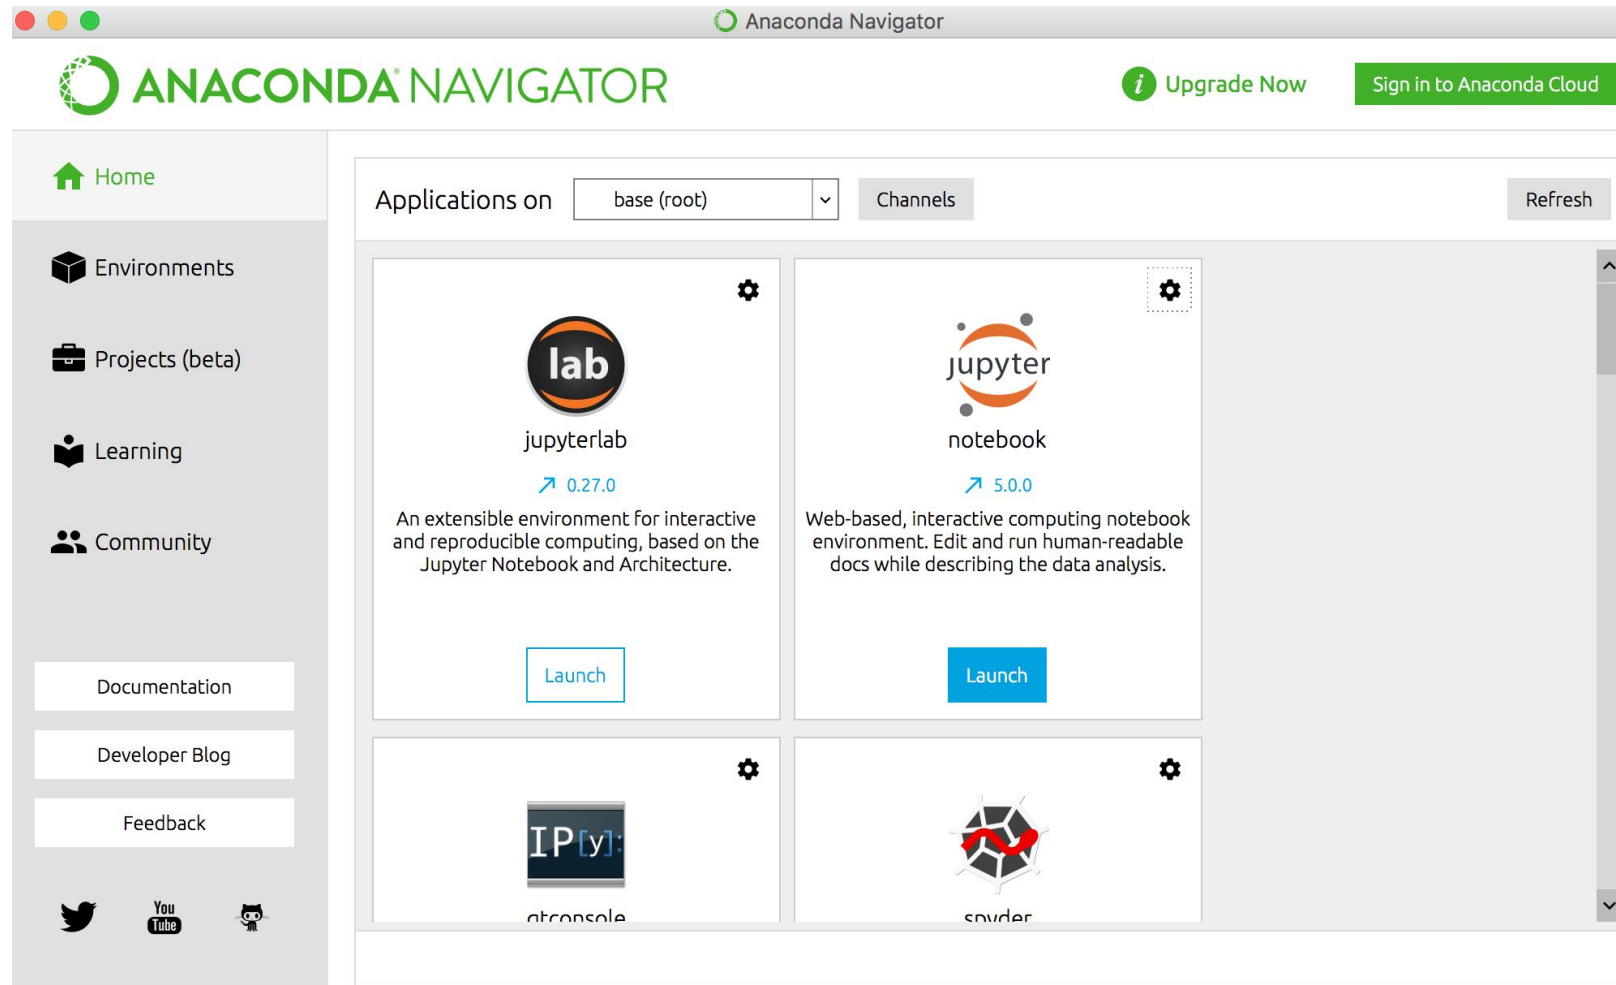 Anaconda Navigator
ANACONDA NAVIGATOR
Upgrade Now
Sign in to Anaconda Cloud
Home
Environments
Projects (beta)
Learning
Community
Documentation
Developer Blog
Feedback
You
Tube
Applications on
base (root)
Channels
Refresh
lab
jupyterlab
0.27.0
An extensible environment for interactive
and reproducible computing, based on the
Jupyter Notebook and Architecture.
Launch
jupyter
notebook
5.0.0
Web-based, interactive computing notebook
environment. Edit and run human-readable
docs while describing the data analysis.
Launch
IP[y]:
qtconsole
spyder